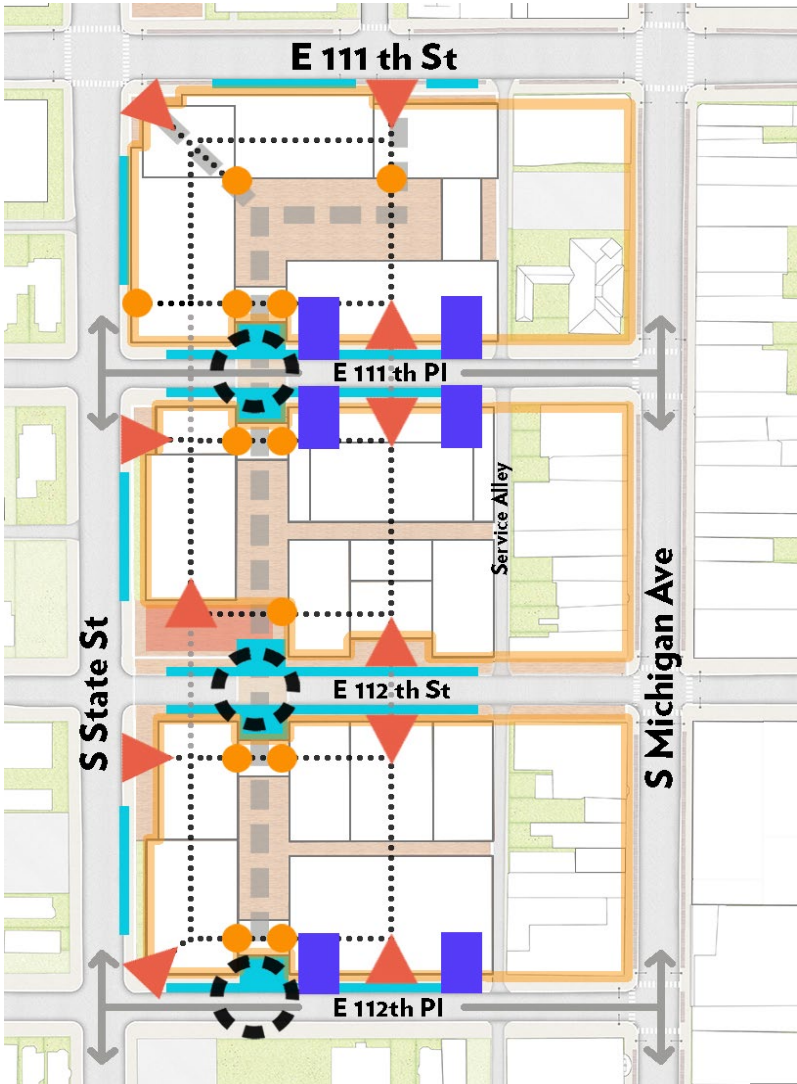 E 111 th St
E 111 th Pl
Service Alley
S State St
S Michigan Ave
E 112 th St
E 112th Pl